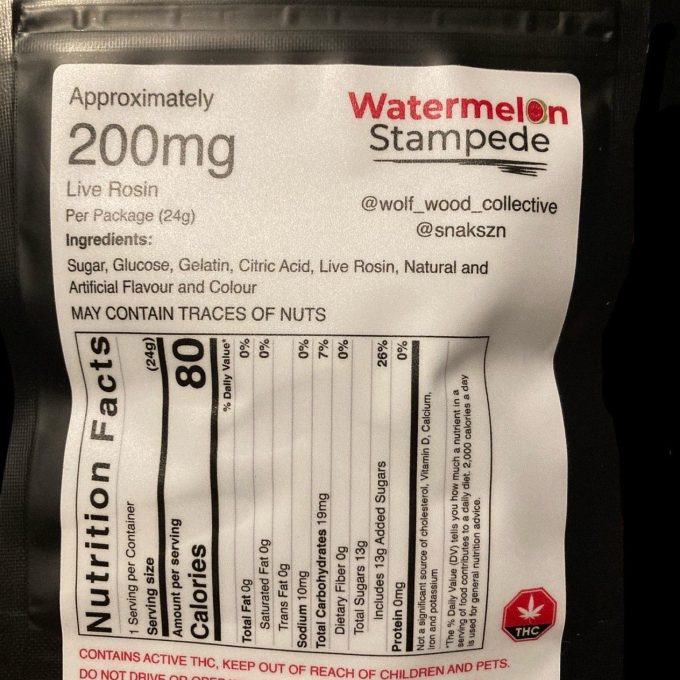 Approximately
200mg
Live Rosin
Per Package (24g)
Ingredients:
Sugar, Glucose, Gelatin, Citric Acid, Live Rosin, Natural and
Artificial Flavour and Colour
MAY CONTAIN TRACES OF NUTS
Watermelon
Stampede
@wolf_wood_collective
@snakszn
Nutrition Facts
1 Serving per Container
Serving size (24g)
Amount per serving
Calories 80
% Daily Value*
Total Fat 0g 0%
Saturated Fat 0g 0%
Trans Fat 0g
Sodium 10mg 0%
Total Carbohydrates 19mg 7%
Dietary Fiber 0g 0%
Total Sugars 13g
Includes 13g Added Sugars 26%
Protein 0mg 0%
Not a significant source of cholesterol, Vitamin D, Calcium,
Iron and potassium
*The % Daily Value (DV) tells you how much a nutrient in a
serving of food contributes to a daily diet. 2,000 calories a day
is used for general nutrition advice.
THC
CONTAINS ACTIVE THC, KEEP OUT OF REACH OF CHILDREN AND PETS.
DO NOT DRIVE OR